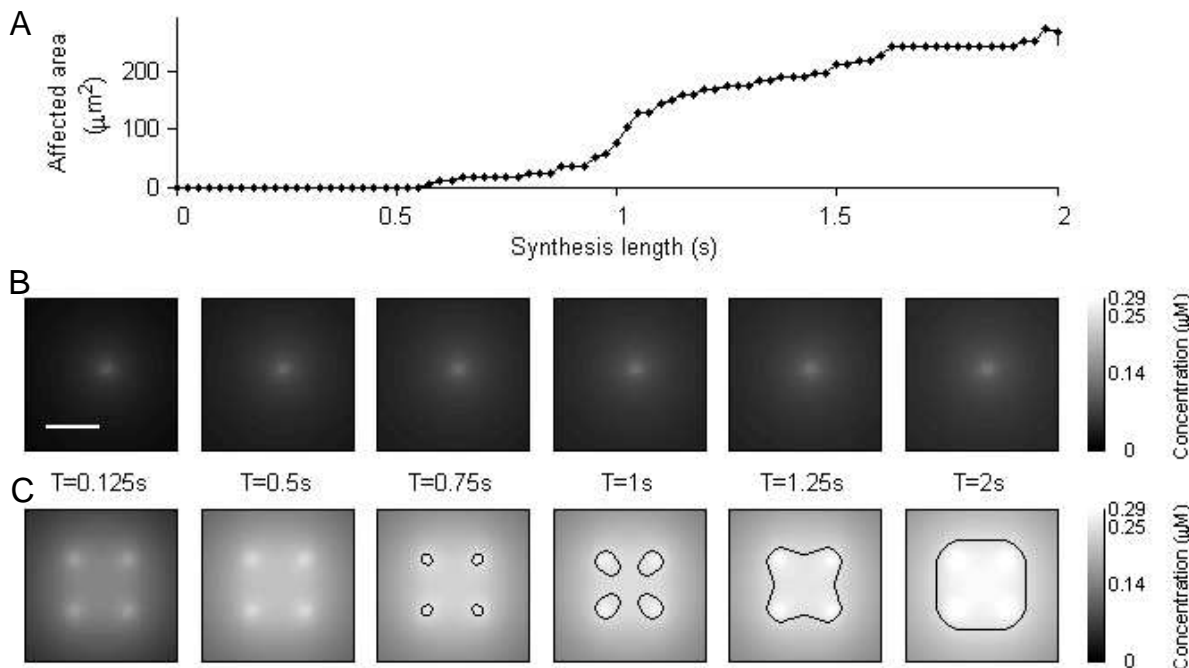 A
Affected area
(μm²)
200
100
0
0 0.5 1 1.5 2
Synthesis length (s)
B
0.29
0.25
0.14
0
Concentration (μM)
T=0.125s T=0.5s T=0.75s T=1s T=1.25s T=2s
C
0.29
0.25
0.14
0
Concentration (μM)